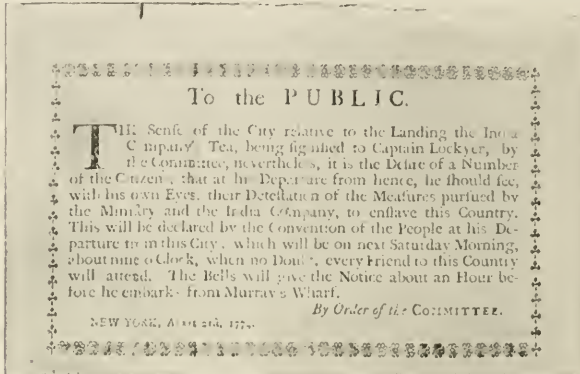 To the PUBLIC.
THE Sense of the City relative to the Landing the India
Company's Tea, being signified to Captain Lockyer, by
the Committee, nevertheless, it is the Desire of a Number
of the Citizens, that at his Departure from hence, he should see,
with his own Eyes, their Detestation of the Measures pursued by
the Ministry and the India Company, to enslave this Country.
This will be declared by the Convention of the People at his De-
parture from this City, which will be on next Saturday Morning,
about nine o'Clock, when no Doubt, every Friend to this Country
will attend. The Bells will give the Notice about an Hour be-
fore he embarks from Murray's Wharf.
By Order of the COMMITTEE.
NEW YORK, April 21st, 1774.